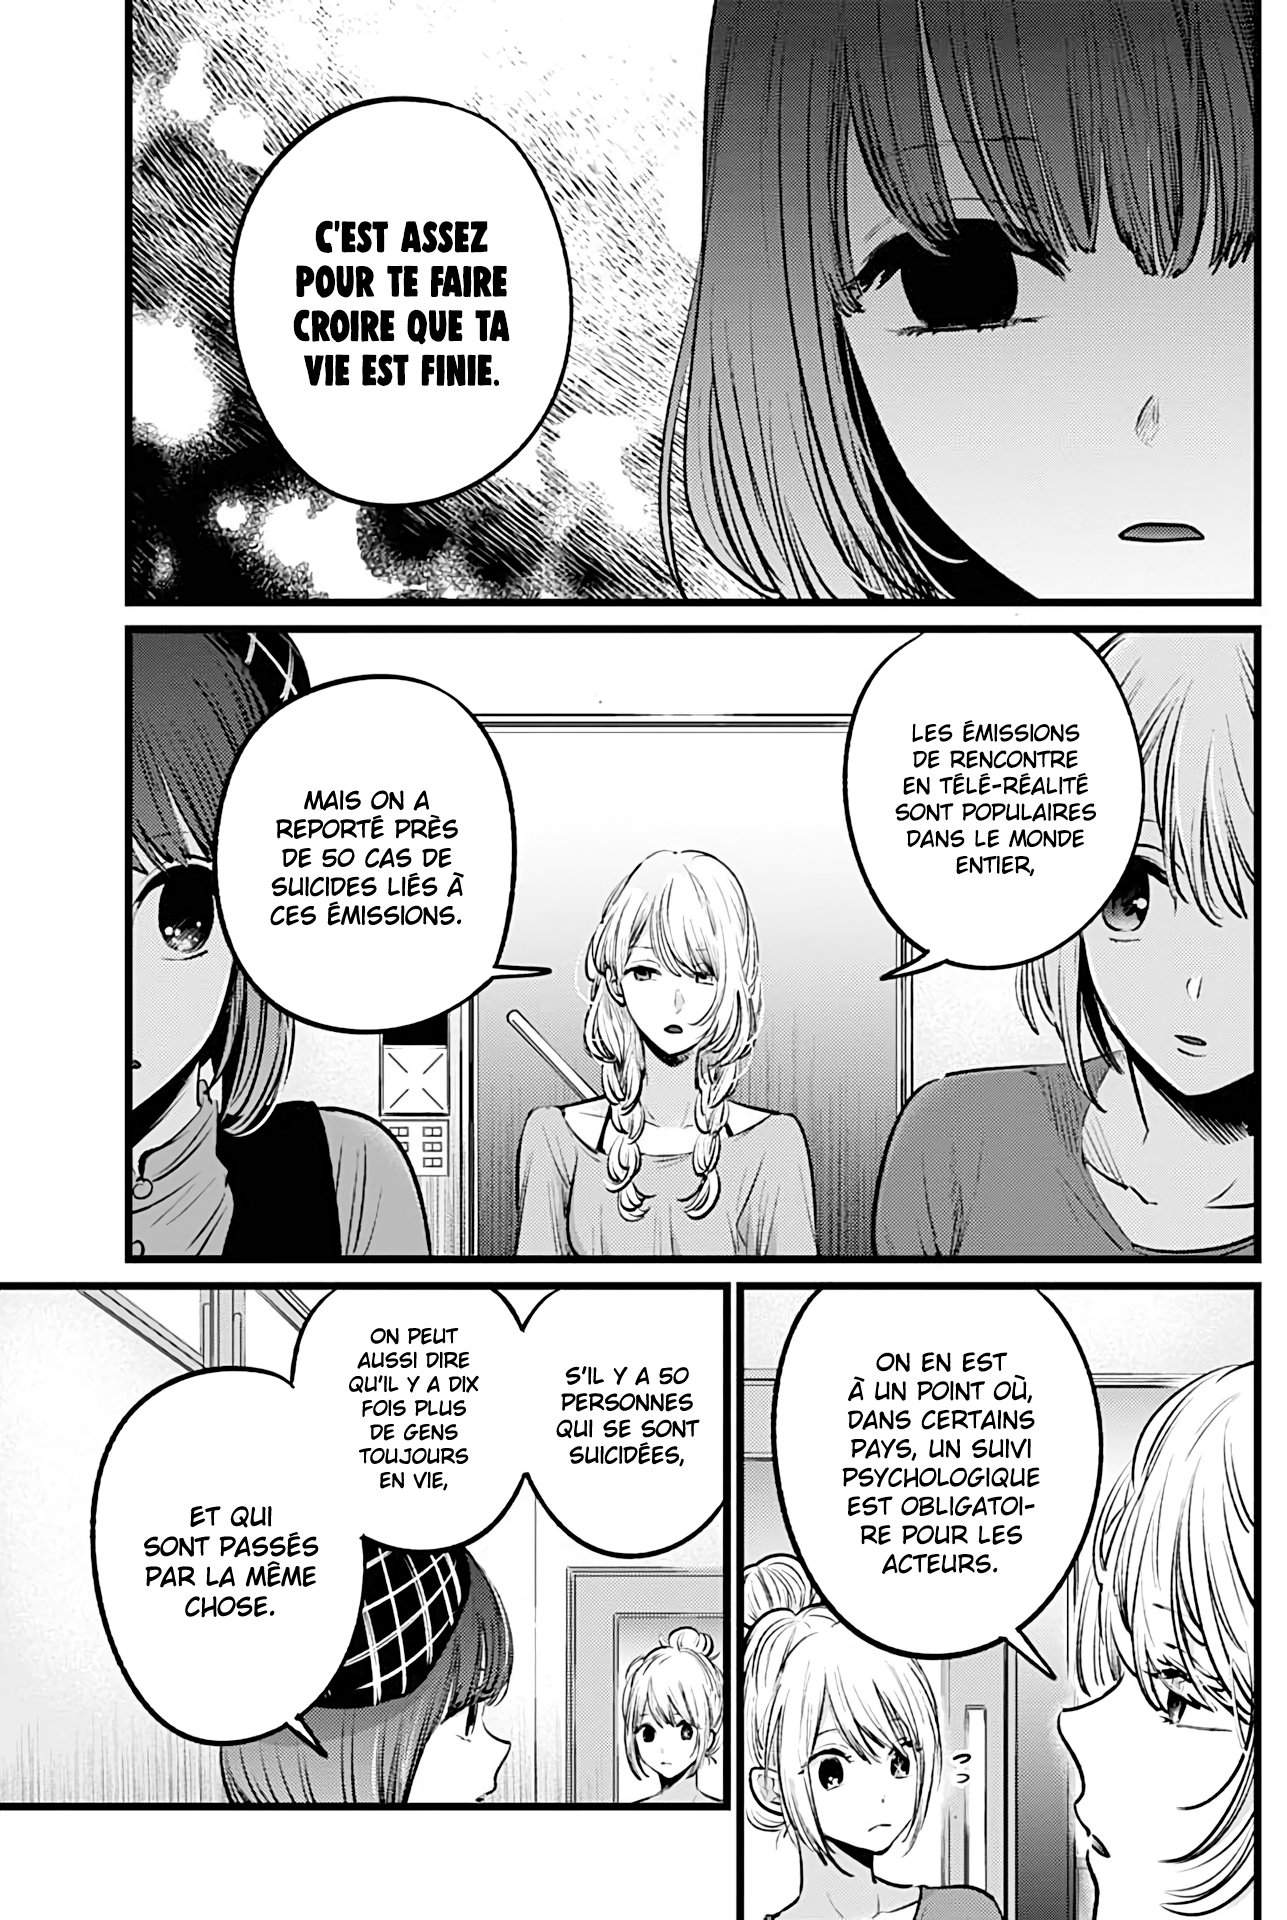 C'EST ASSEZ
POUR TE FAIRE
CROIRE QUE TA
VIE EST FINIE.
LES ÉMISSIONS
DE RENCONTRE
EN TÉLÉ-RÉALITÉ
SONT POPULAIRES
DANS LE MONDE
ENTIER,
MAIS ON A
REPORTÉ PRÈS
DE 50 CAS DE
SUICIDES LIÉS À
CES ÉMISSIONS.
ON EN EST
À UN POINT OÙ,
DANS CERTAINS
PAYS, UN SUIVI
PSYCHOLOGIQUE
EST OBLIGATOI-
RE POUR LES
ACTEURS.
S'IL Y A 50
PERSONNES
QUI SE SONT
SUICIDÉES,
ON PEUT
AUSSI DIRE
QU'IL Y A DIX
FOIS PLUS
DE GENS
TOUJOURS
EN VIE,
ET QUI
SONT PASSÉS
PAR LA MÊME
CHOSE.